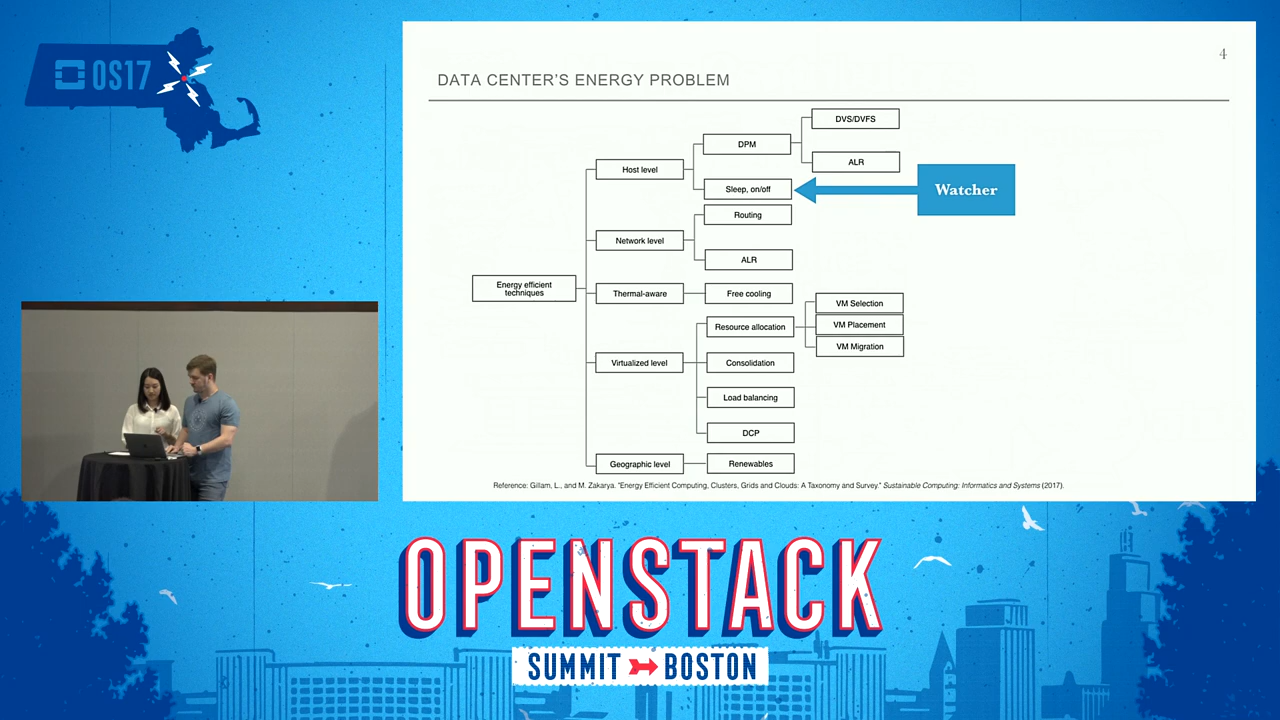 OS17
4
DATA CENTER'S ENERGY PROBLEM
DVS/DVFS
DPM
ALR
Host level
Sleep, on/off
Watcher
Routing
Network level
ALR
Energy efficient
techniques
Thermal-aware
Free cooling
VM Selection
Resource allocation
VM Placement
VM Migration
Virtualized level
Consolidation
Load balancing
DCP
Geographic level
Renewables
Reference: Gillam, L., and M. Zakarya. "Energy Efficient Computing, Clusters, Grids and Clouds: A Taxonomy and Survey." Sustainable Computing: Informatics and Systems (2017).
OPENSTACK
SUMMIT BOSTON